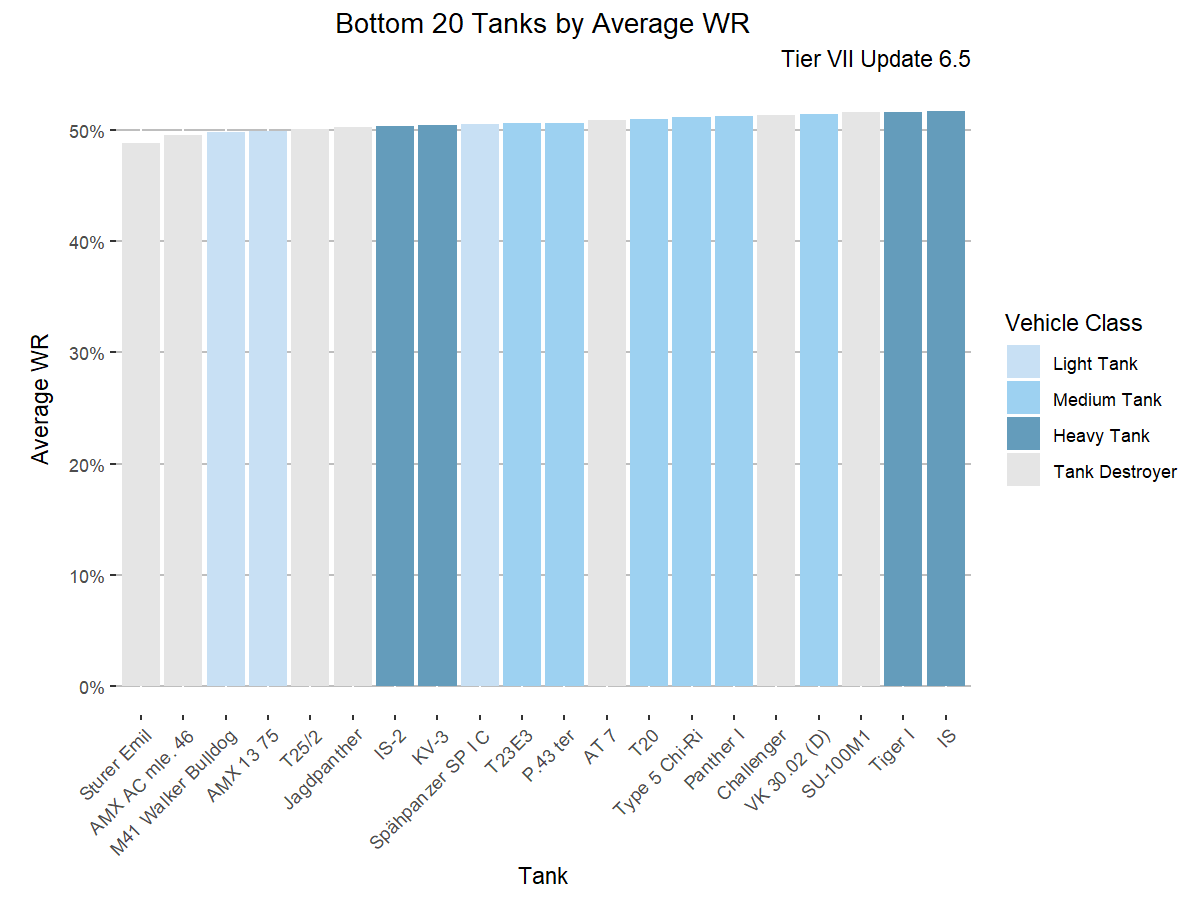 Bottom 20 Tanks by Average WR
Tier VII Update 6.5
Average WR
50%
40%
30%
20%
10%
0%
Sturer Emil
AMX AC mle. 46
M41 Walker Bulldog
AMX 13 75
T25/2
Jagdpanther
IS-2
KV-3
Spähpanzer SP I C
T23E3
P.43 ter
AT 7
T20
Type 5 Chi-Ri
Panther I
Challenger
VK 30.02 (D)
SU-100M1
Tiger I
IS
Tank
Vehicle Class
Light Tank
Medium Tank
Heavy Tank
Tank Destroyer